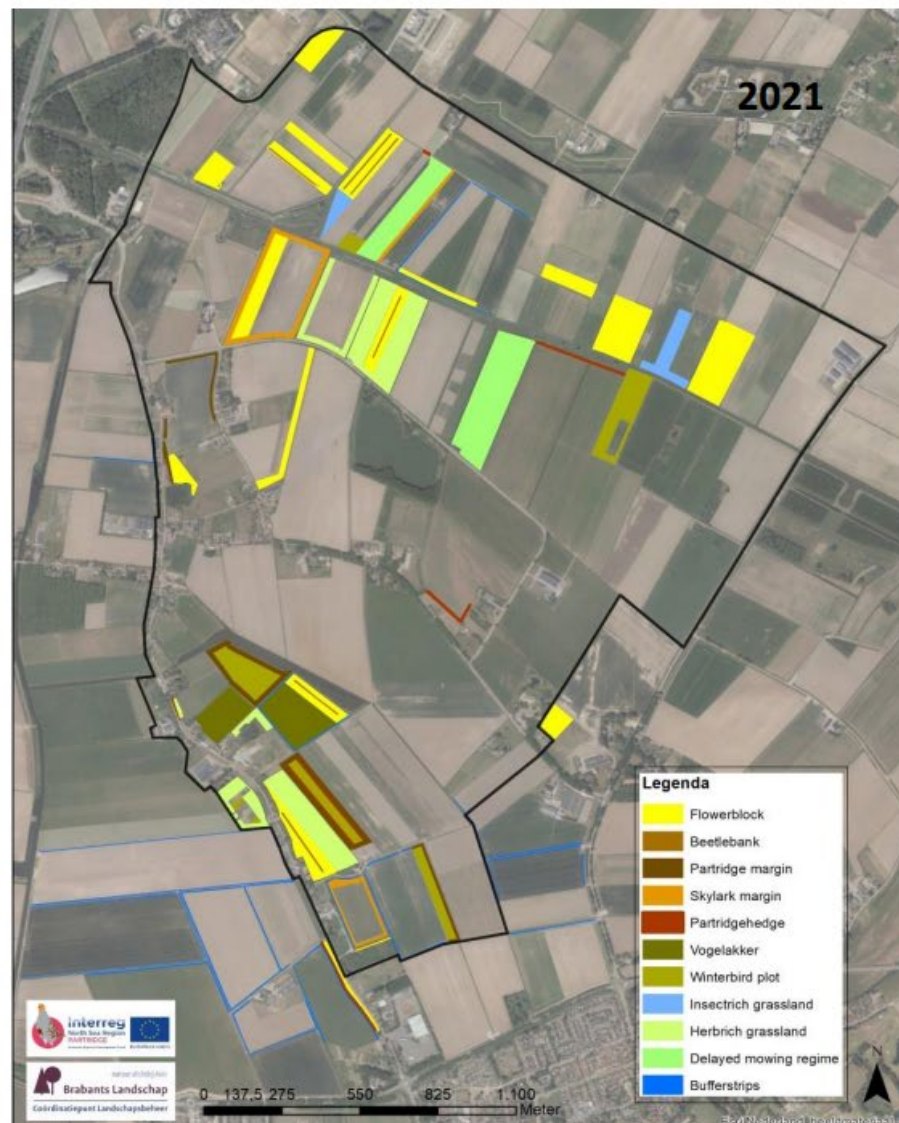 2021
Legenda
Flowerblock
Beetlebank
Partridge margin
Skylark margin
Partridgehedge
Vogelakker
Winterbird plot
Insectrich grassland
Herbrich grassland
Delayed mowing regime
Bufferstrips
Interreg
North Sea Region
PARTRIDGE
Brabants Landschap
Coördinatiepunt Landschapsbeheer
0 137,5 275 550 825 1.100
Meter
N